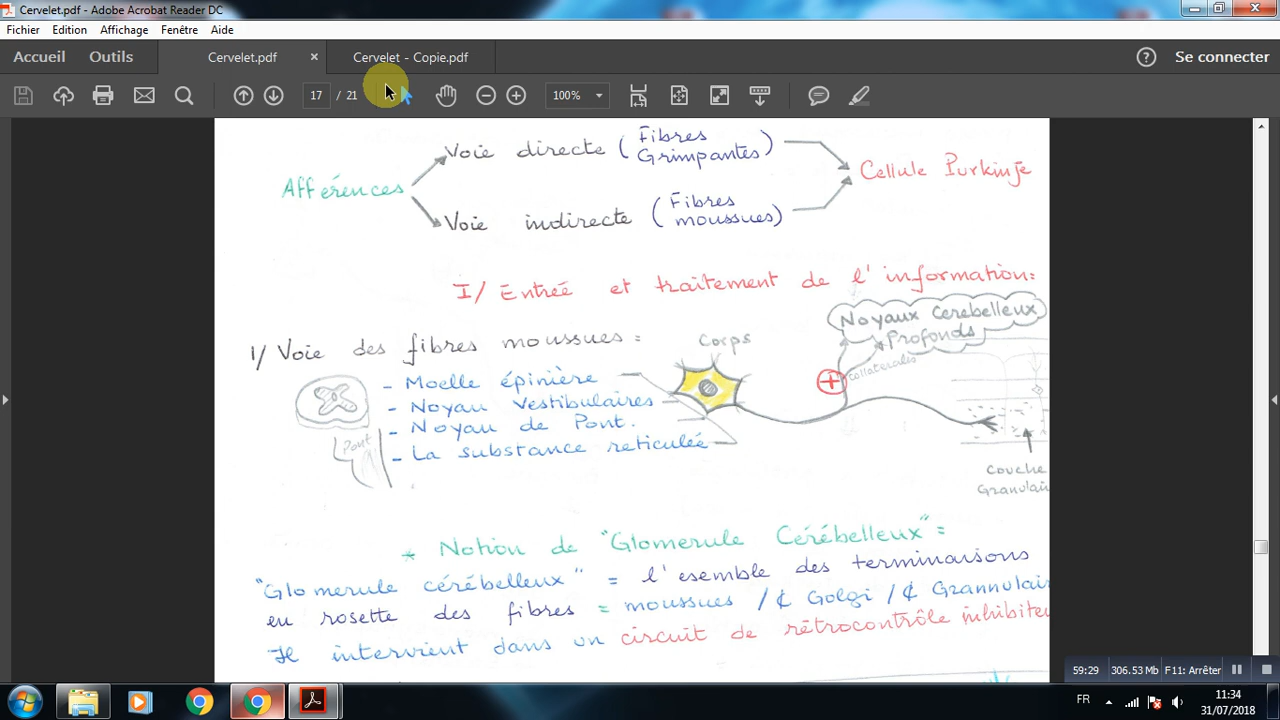 Cervelet.pdf - Adobe Acrobat Reader DC
Fichier Edition Affichage Fenêtre Aide
Accueil Outils Cervelet.pdf × Cervelet - Copie.pdf ? Se connecter
17 / 21 100%
Voie directe (Fibres Grimpantes)
Cellule Purkinje
Afférences
Voie indirecte (Fibres moussues)
I/ Entrée et traitement de l'information:
Noyaux Cerebelleux
Profonds
1/ Voie des fibres moussues :
Corps
collaterales
- Moelle épinière
- Noyau Vestibulaires
- Noyau de Pont.
- La substance reticulée
Pont
Couche
Granulair
* Notion de "Glomerule Cérébelleux" =
"Glomerule cérébelleux" = l'esemble des terminaisons
en rosette des fibres = moussues / ₵ Golgi / ₵ Grannulair
Il intervient dans un circuit de rétrocontrôle inhibiteu
59:29 306.53 Mb F11: Arrêter
FR 11:34
31/07/2018